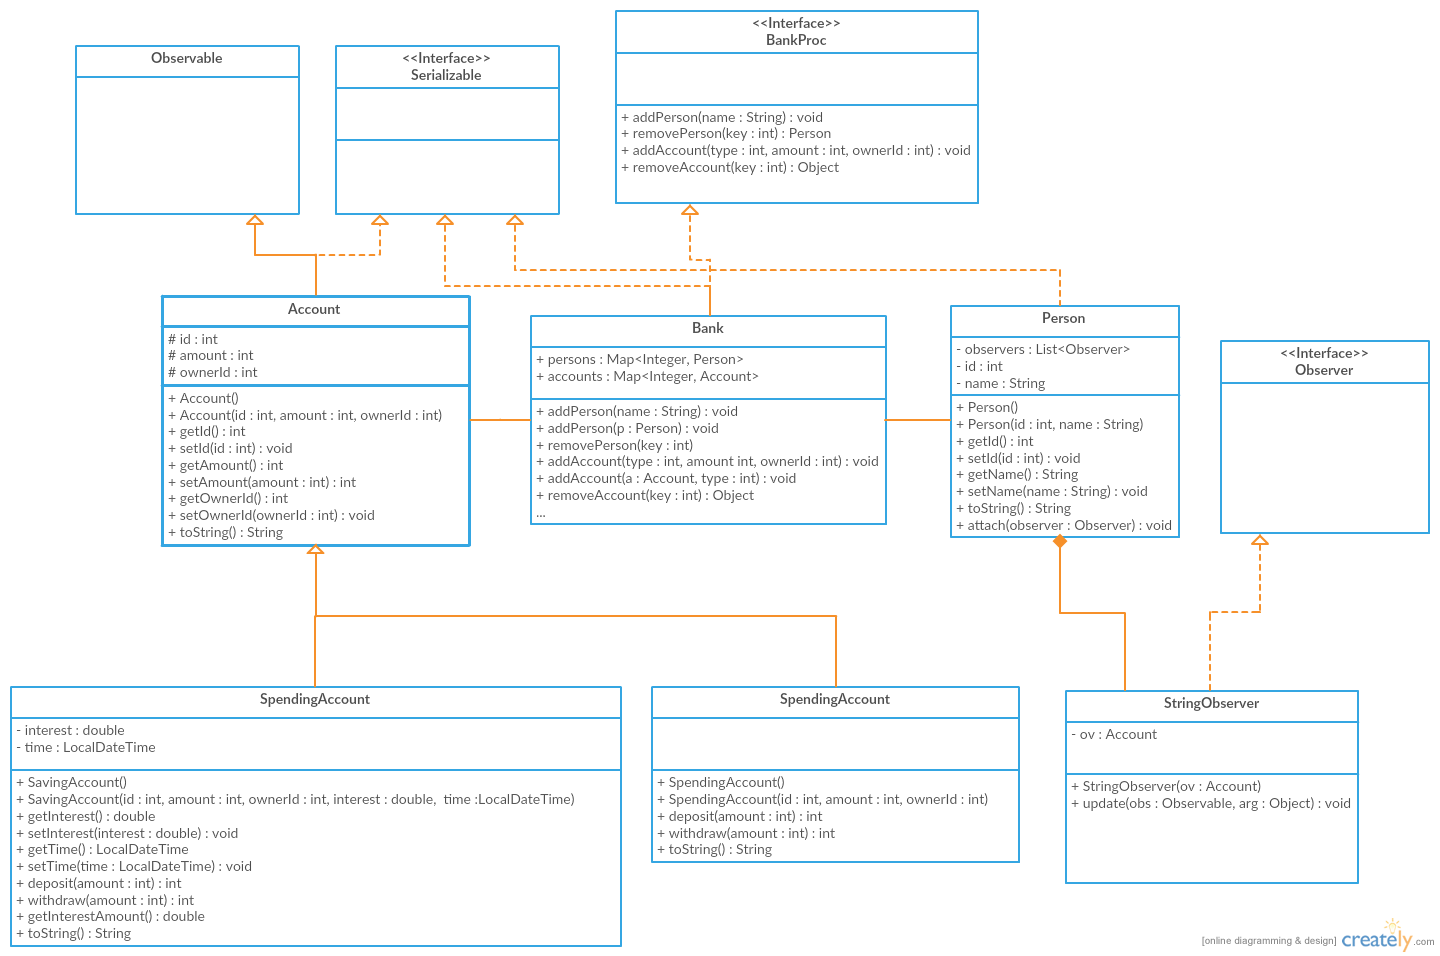 Observable
<<Interface>>
Serializable
<<Interface>>
BankProc
+ addPerson(name : String) : void
+ removePerson(key : int) : Person
+ addAccount(type : int, amount : int, ownerId : int) : void
+ removeAccount(key : int) : Object
Account
# id : int
# amount : int
# ownerId : int
+ Account()
+ Account(id : int, amount : int, ownerId : int)
+ getId() : int
+ setId(id : int) : void
+ getAmount() : int
+ setAmount(amount : int) : int
+ getOwnerId() : int
+ setOwnerId(ownerId : int) : void
+ toString() : String
Bank
+ persons : Map<Integer, Person>
+ accounts : Map<Integer, Account>
+ addPerson(name : String) : void
+ addPerson(p : Person) : void
+ removePerson(key : int)
+ addAccount(type : int, amount int, ownerId : int) : void
+ addAccount(a : Account, type : int) : void
+ removeAccount(key : int) : Object
...
Person
- observers : List<Observer>
- id : int
- name : String
+ Person()
+ Person(id : int, name : String)
+ getId() : int
+ setId(id : int) : void
+ getName() : String
+ setName(name : String) : void
+ toString() : String
+ attach(observer : Observer) : void
<<Interface>>
Observer
SpendingAccount
- interest : double
- time : LocalDateTime
+ SavingAccount()
+ SavingAccount(id : int, amount : int, ownerId : int, interest : double,  time :LocalDateTime)
+ getInterest() : double
+ setInterest(interest : double) : void
+ getTime() : LocalDateTime
+ setTime(time : LocalDateTime) : void
+ deposit(amount : int) : int
+ withdraw(amount : int) : int
+ getInterestAmount() : double
+ toString() : String
SpendingAccount
+ SpendingAccount()
+ SpendingAccount(id : int, amount : int, ownerId : int)
+ deposit(amount : int) : int
+ withdraw(amount : int) : int
+ toString() : String
StringObserver
- ov : Account
+ StringObserver(ov : Account)
+ update(obs : Observable, arg : Object) : void
[online diagramming & design] creately.com